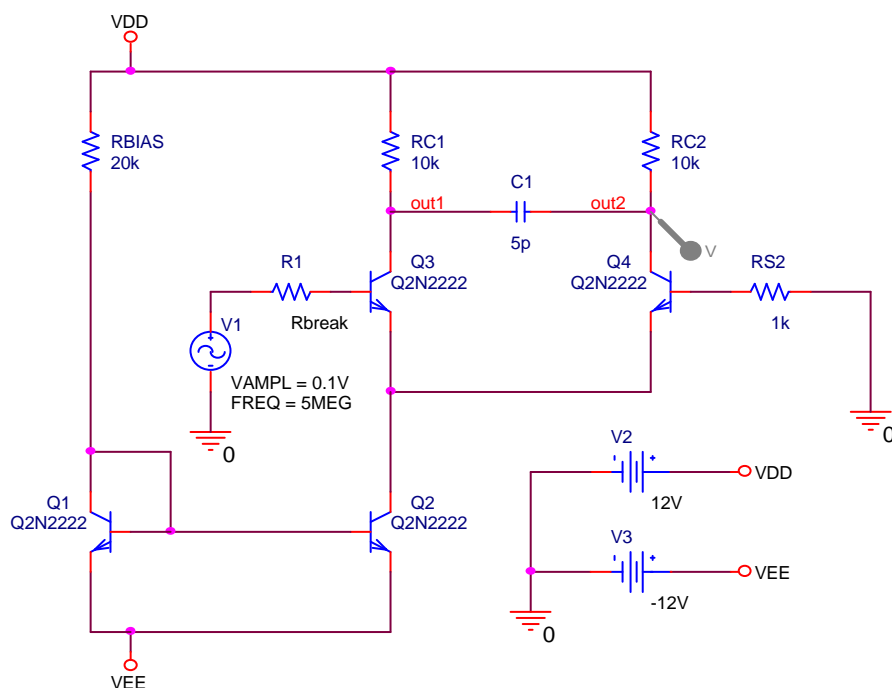 VDD
RBIAS
20k
RC1
10k
RC2
10k
C1
out1
out2
5p
V
R1
Q3
Q2N2222
Q4
Q2N2222
RS2
Rbreak
1k
V1
VAMPL = 0.1V
FREQ = 5MEG
0
0
V2
VDD
12V
Q1
Q2N2222
Q2
Q2N2222
V3
VEE
-12V
0
VEE